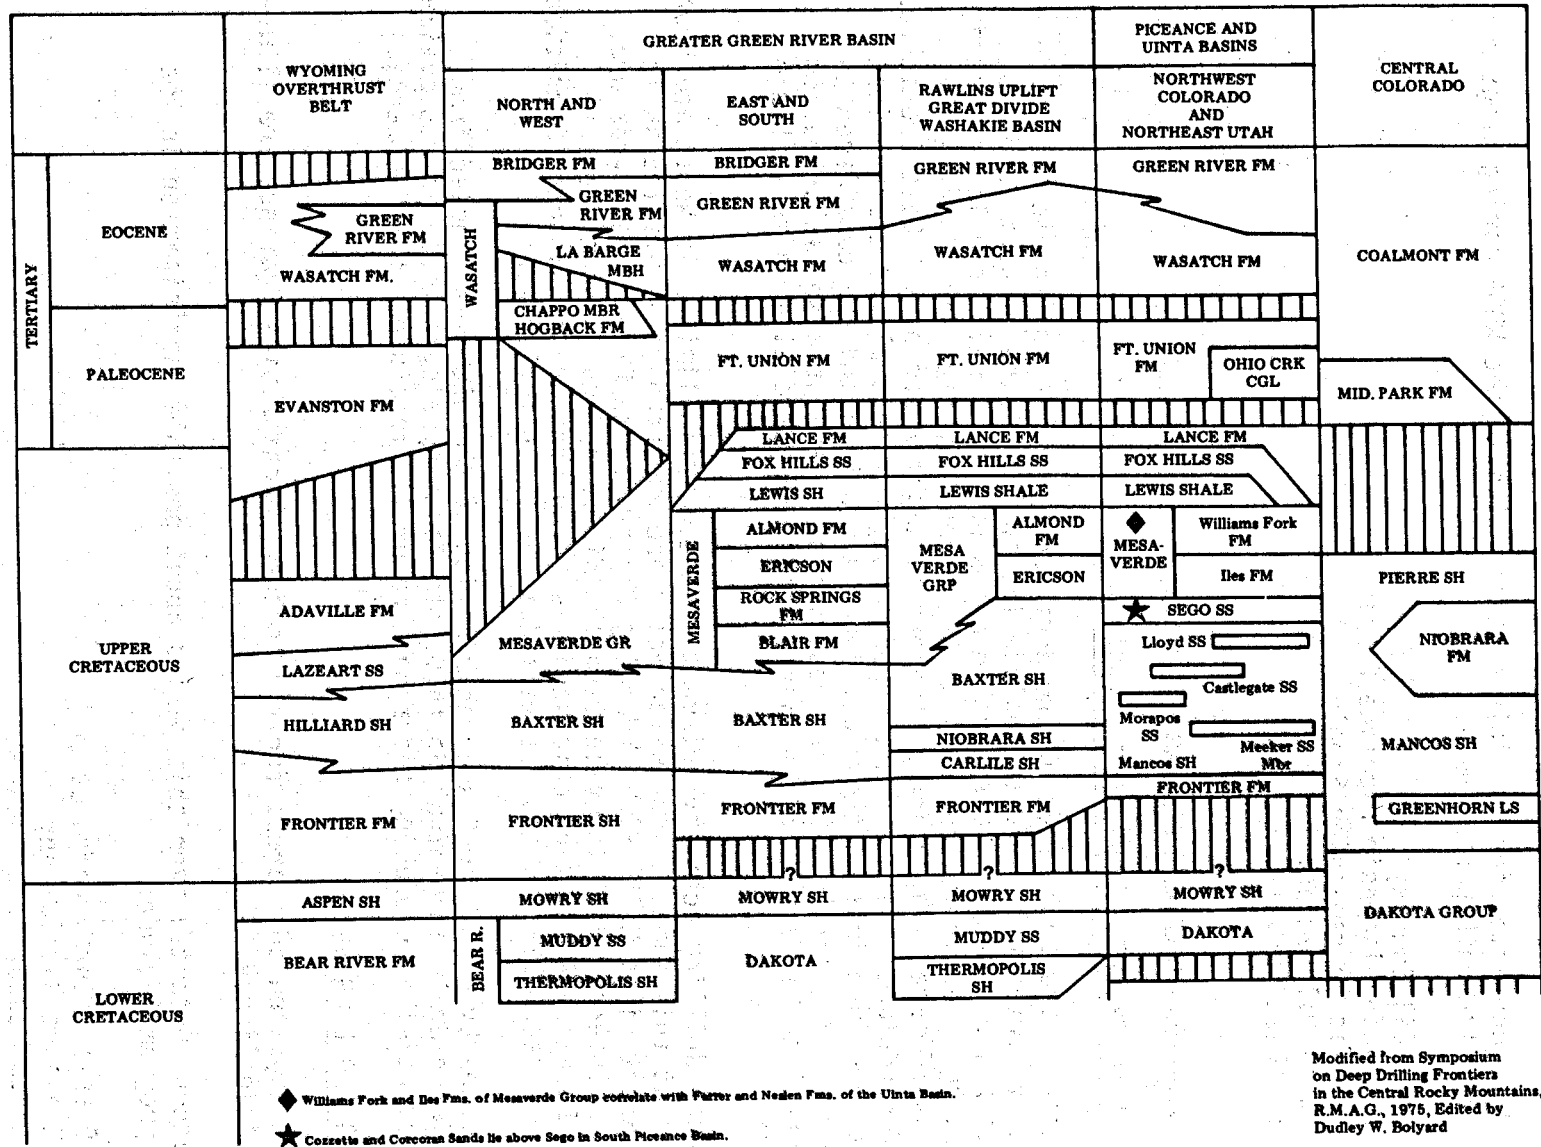 GREATER GREEN RIVER BASIN
PICEANCE AND
UINTA BASINS
WYOMING
OVERTHRUST
BELT
NORTH AND
WEST
EAST AND
SOUTH
RAWLINS UPLIFT
GREAT DIVIDE
WASHAKIE BASIN
NORTHWEST
COLORADO
AND
NORTHEAST UTAH
CENTRAL
COLORADO
TERTIARY
EOCENE
PALEOCENE
UPPER
CRETACEOUS
LOWER
CRETACEOUS
GREEN
RIVER FM
WASATCH FM.
EVANSTON FM
ADAVILLE FM
LAZEART SS
HILLIARD SH
FRONTIER FM
ASPEN SH
BEAR RIVER FM
BRIDGER FM
GREEN
RIVER FM
WASATCH
LA BARGE
MBH
CHAPPO MBR
HOGBACK FM
MESAVERDE GR
BAXTER SH
FRONTIER SH
MOWRY SH
BEAR R.
MUDDY SS
THERMOPOLIS SH
BRIDGER FM
GREEN RIVER FM
WASATCH FM
FT. UNION FM
LANCE FM
FOX HILLS SS
LEWIS SH
MESAVERDE
ALMOND FM
ERICSON
ROCK SPRINGS
FM
BLAIR FM
BAXTER SH
FRONTIER FM
?
MOWRY SH
DAKOTA
GREEN RIVER FM
WASATCH FM
FT. UNION FM
LANCE FM
FOX HILLS SS
LEWIS SHALE
MESA
VERDE
GRP
ALMOND
FM
ERICSON
BAXTER SH
NIOBRARA SH
CARLILE SH
FRONTIER FM
?
MOWRY SH
MUDDY SS
THERMOPOLIS
SH
GREEN RIVER FM
WASATCH FM
FT. UNION
FM
OHIO CRK
CGL
LANCE FM
FOX HILLS SS
LEWIS SHALE
MESA-
VERDE
Williams Fork
FM
Iles FM
SEGO SS
Lloyd SS
Castlegate SS
Morapos
SS
Meeker SS
Mbr
Mancos SH
FRONTIER FM
?
MOWRY SH
DAKOTA
COALMONT FM
MID. PARK FM
PIERRE SH
NIOBRARA
FM
MANCOS SH
GREENHORN LS
DAKOTA GROUP
Williams Fork and Iles Fms. of Mesaverde Group correlate with Farrer and Neslen Fms. of the Uinta Basin.
Cozzette and Corcoran Sands lie above Sego in South Piceance Basin.
Modified from Symposium
on Deep Drilling Frontiers
in the Central Rocky Mountains,
R.M.A.G., 1975, Edited by
Dudley W. Bolyard